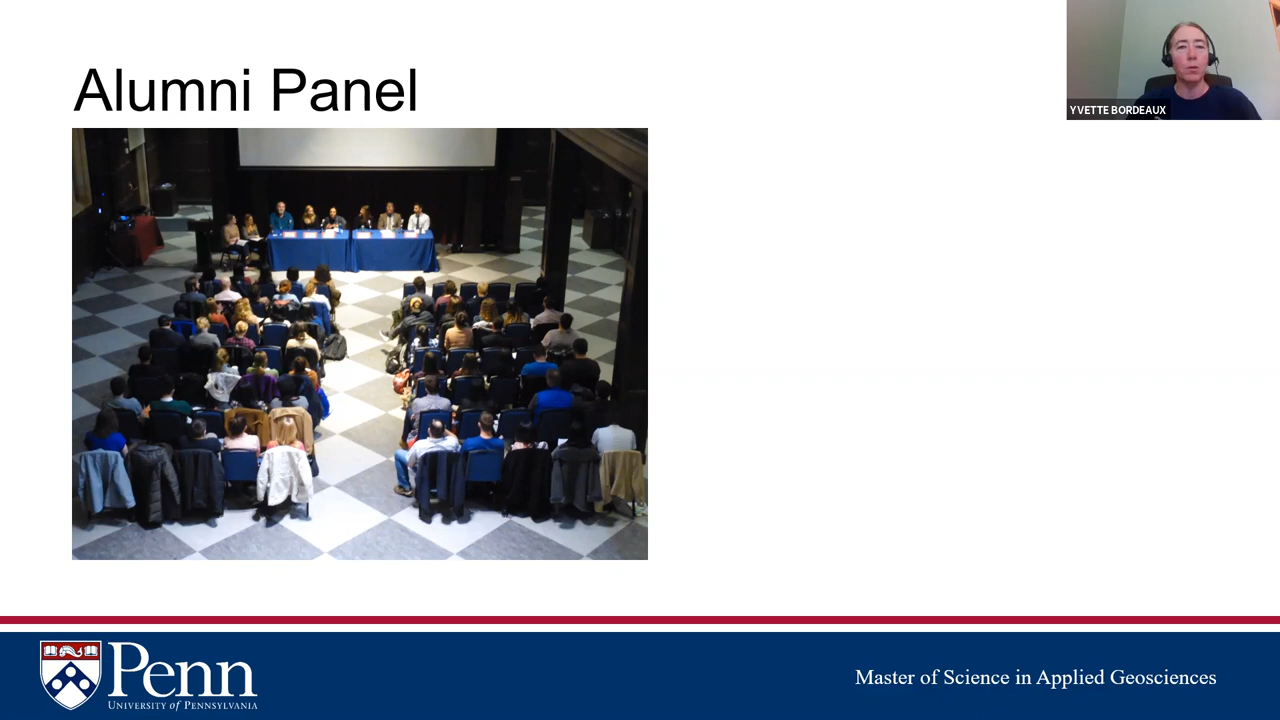 Alumni Panel
YVETTE BORDEAUX
Penn
UNIVERSITY of PENNSYLVANIA
Master of Science in Applied Geosciences